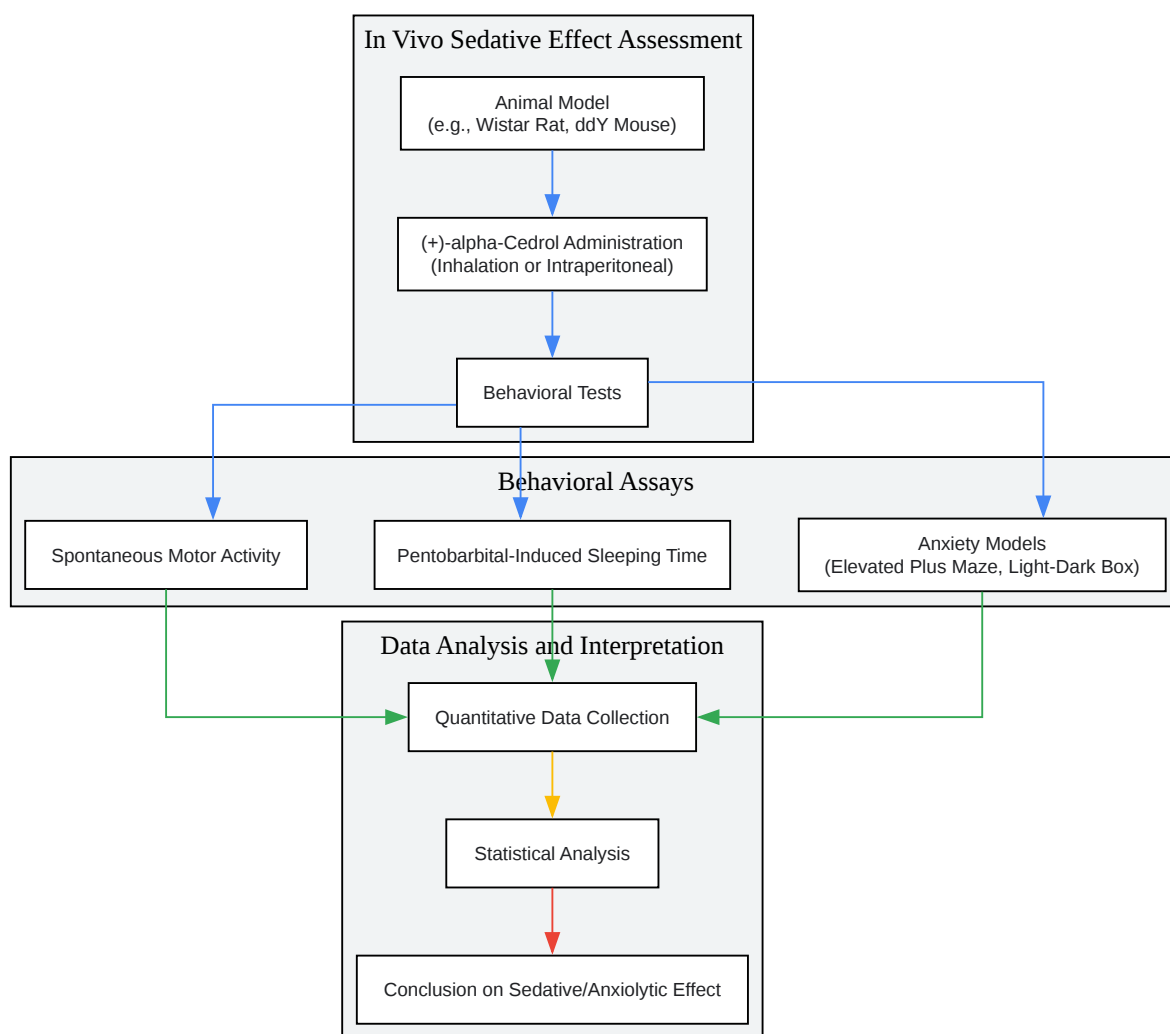 In Vivo Sedative Effect Assessment
Animal Model
(e.g., Wistar Rat, ddY Mouse)
(+)-alpha-Cedrol Administration
(Inhalation or Intraperitoneal)
Behavioral Tests
Behavioral Assays
Spontaneous Motor Activity
Pentobarbital-Induced Sleeping Time
Anxiety Models
(Elevated Plus Maze, Light-Dark Box)
Data Analysis and Interpretation
Quantitative Data Collection
Statistical Analysis
Conclusion on Sedative/Anxiolytic Effect